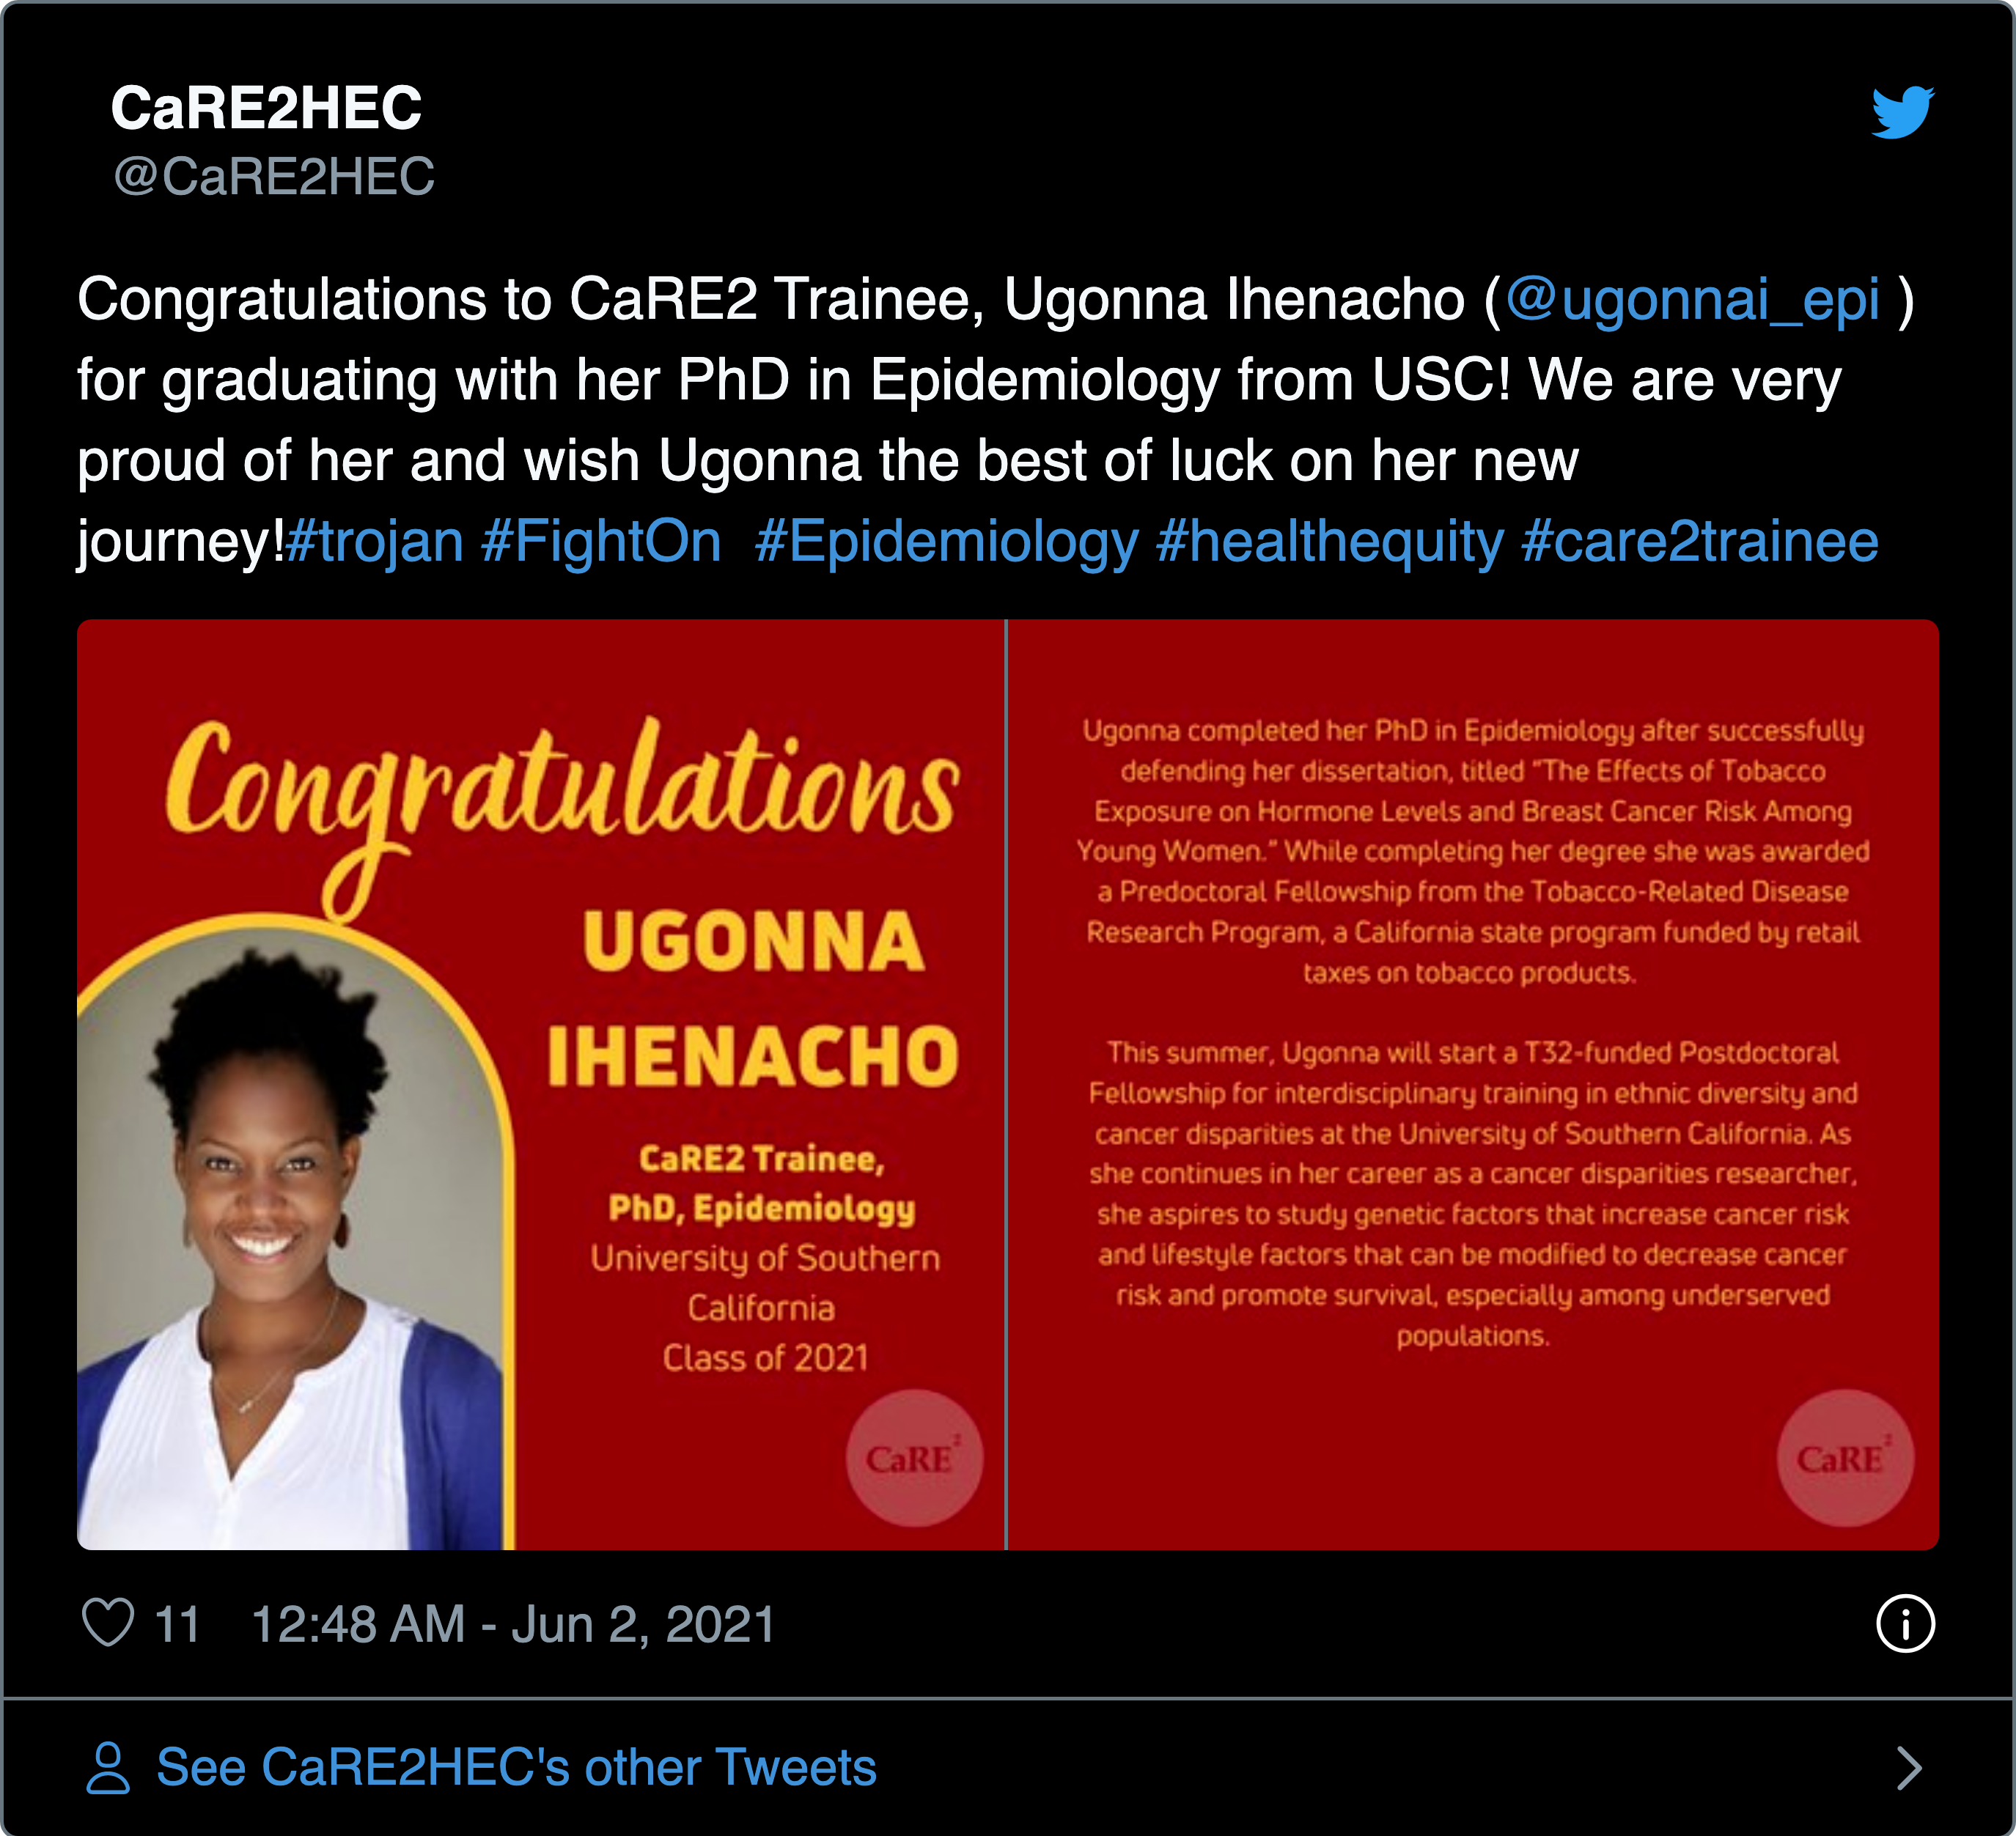 CaRE2HEC
@CaRE2HEC
Congratulations to CaRE2 Trainee, Ugonna Ihenacho (@ugonnai_epi )
for graduating with her PhD in Epidemiology from USC! We are very
proud of her and wish Ugonna the best of luck on her new
journey!#trojan #FightOn  #Epidemiology #healthequity #care2trainee
Congratulations
UGONNA
IHENACHO
CaRE2 Trainee,
PhD, Epidemiology
University of Southern
California
Class of 2021
CaRE²
Ugonna completed her PhD in Epidemiology after successfully
defending her dissertation, titled "The Effects of Tobacco
Exposure on Hormone Levels and Breast Cancer Risk Among
Young Women." While completing her degree she was awarded
a Predoctoral Fellowship from the Tobacco-Related Disease
Research Program, a California state program funded by retail
taxes on tobacco products.
This summer, Ugonna will start a T32-funded Postdoctoral
Fellowship for interdisciplinary training in ethnic diversity and
cancer disparities at the University of Southern California. As
she continues in her career as a cancer disparities researcher,
she aspires to study genetic factors that increase cancer risk
and lifestyle factors that can be modified to decrease cancer
risk and promote survival, especially among underserved
populations.
CaRE²
11 12:48 AM - Jun 2, 2021
See CaRE2HEC's other Tweets